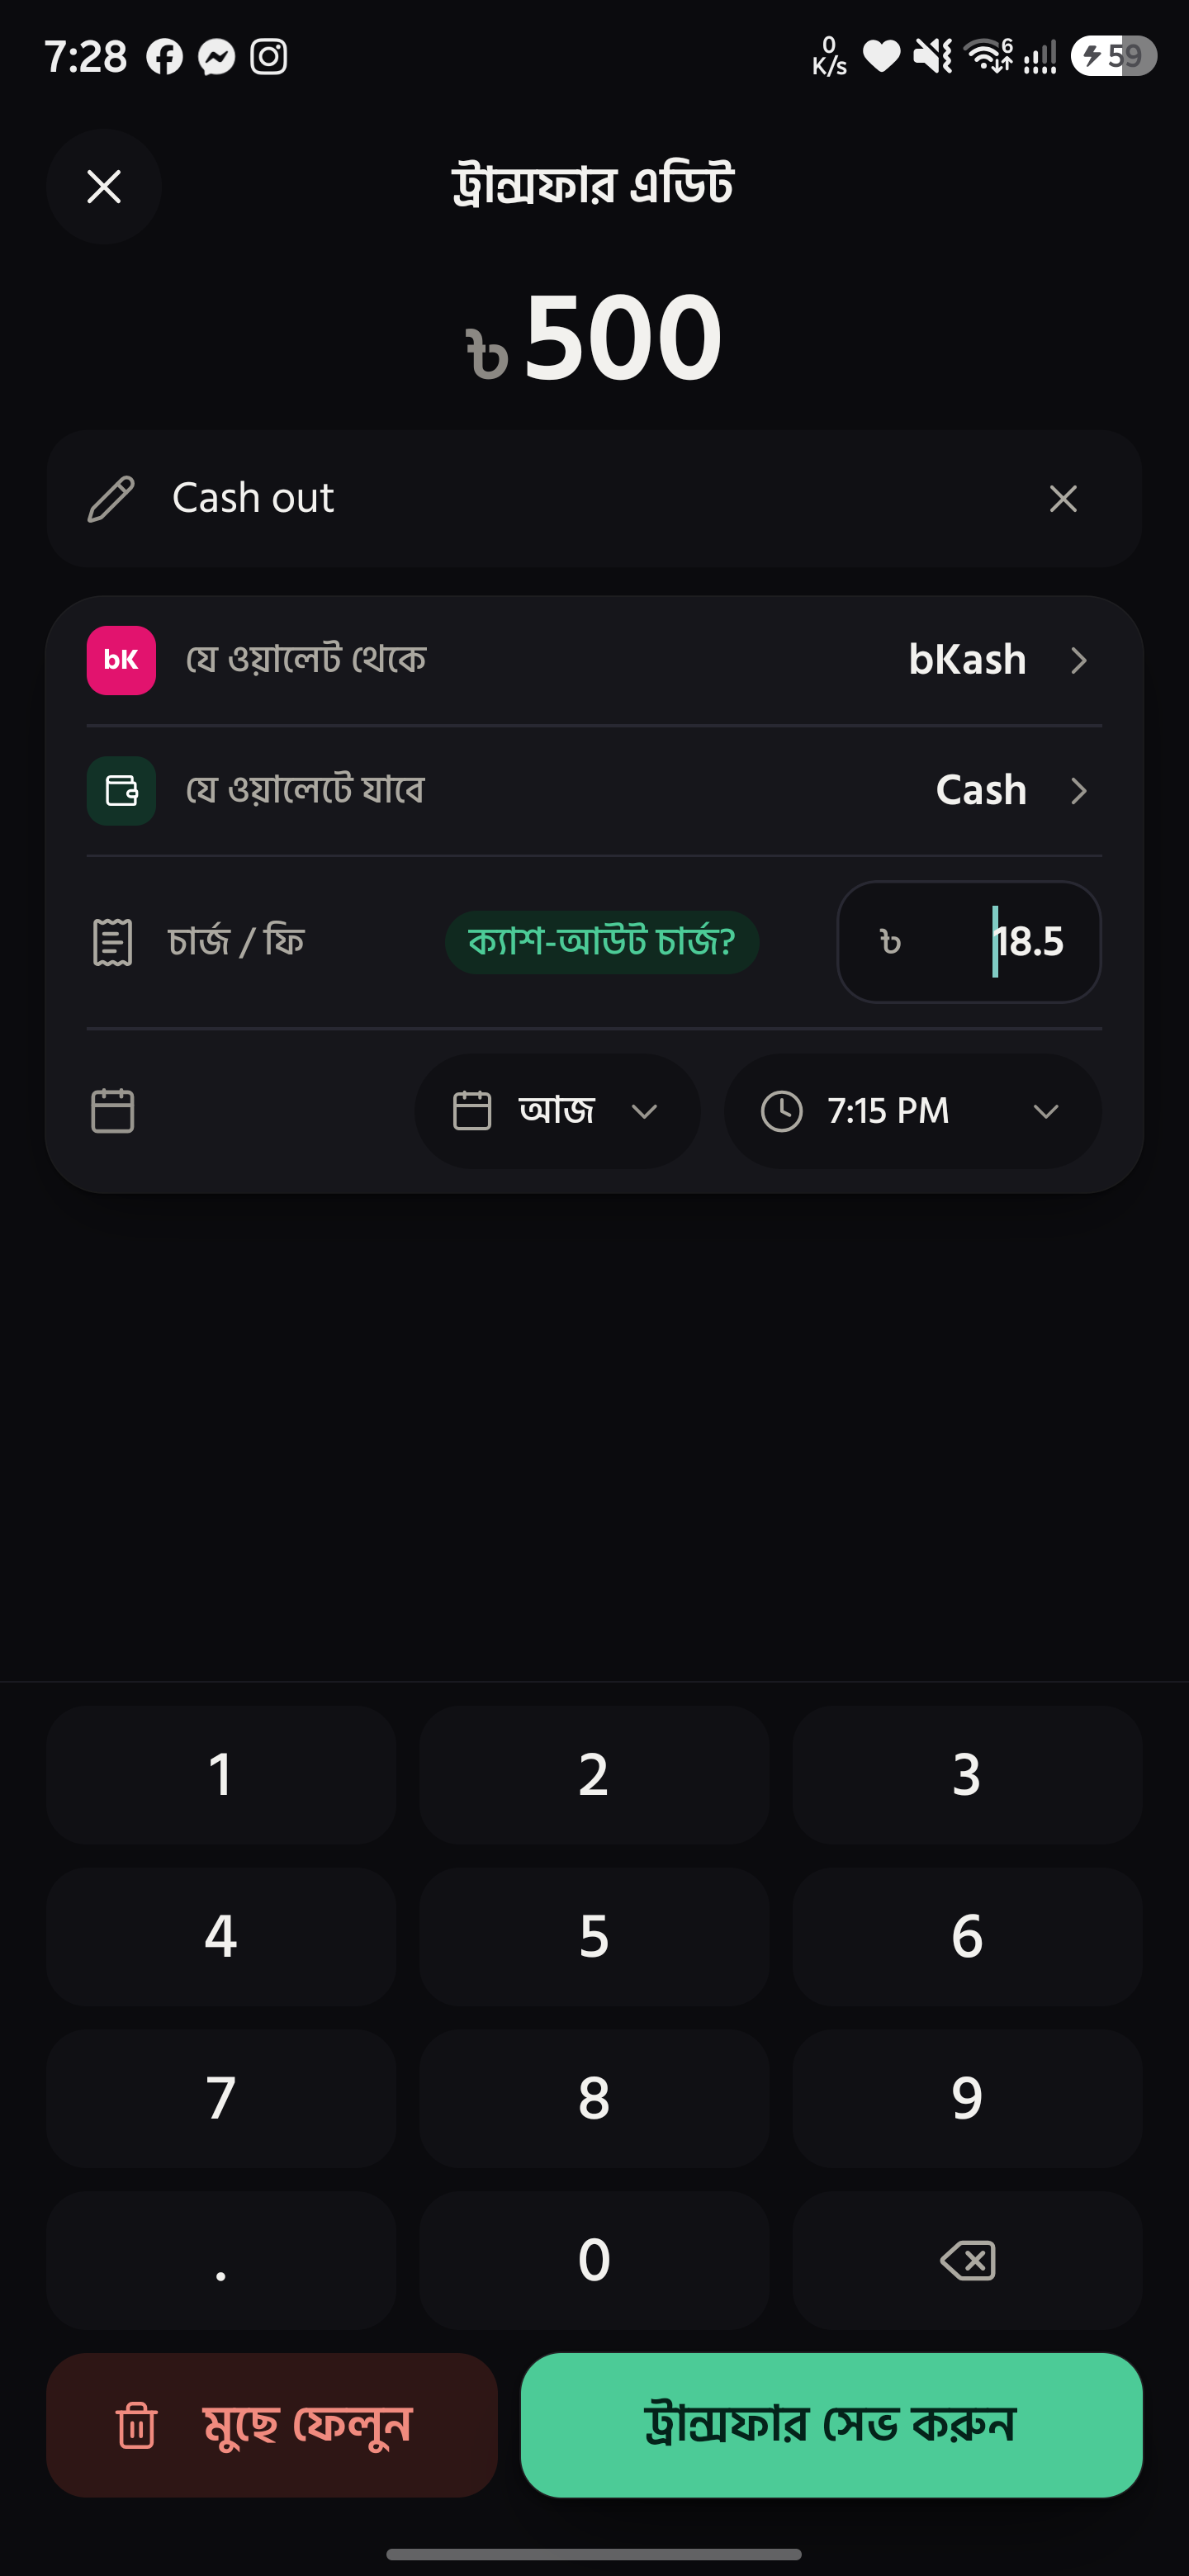 7:28
0 K/s
6
59
ট্রান্সফার এডিট
৳ 500
Cash out
bK যে ওয়ালেট থেকে bKash
যে ওয়ালেটে যাবে Cash
চার্জ / ফি ক্যাশ-আউট চার্জ? ৳ 18.5
আজ 7:15 PM
1 2 3
4 5 6
7 8 9
. 0
মুছে ফেলুন ট্রান্সফার সেভ করুন